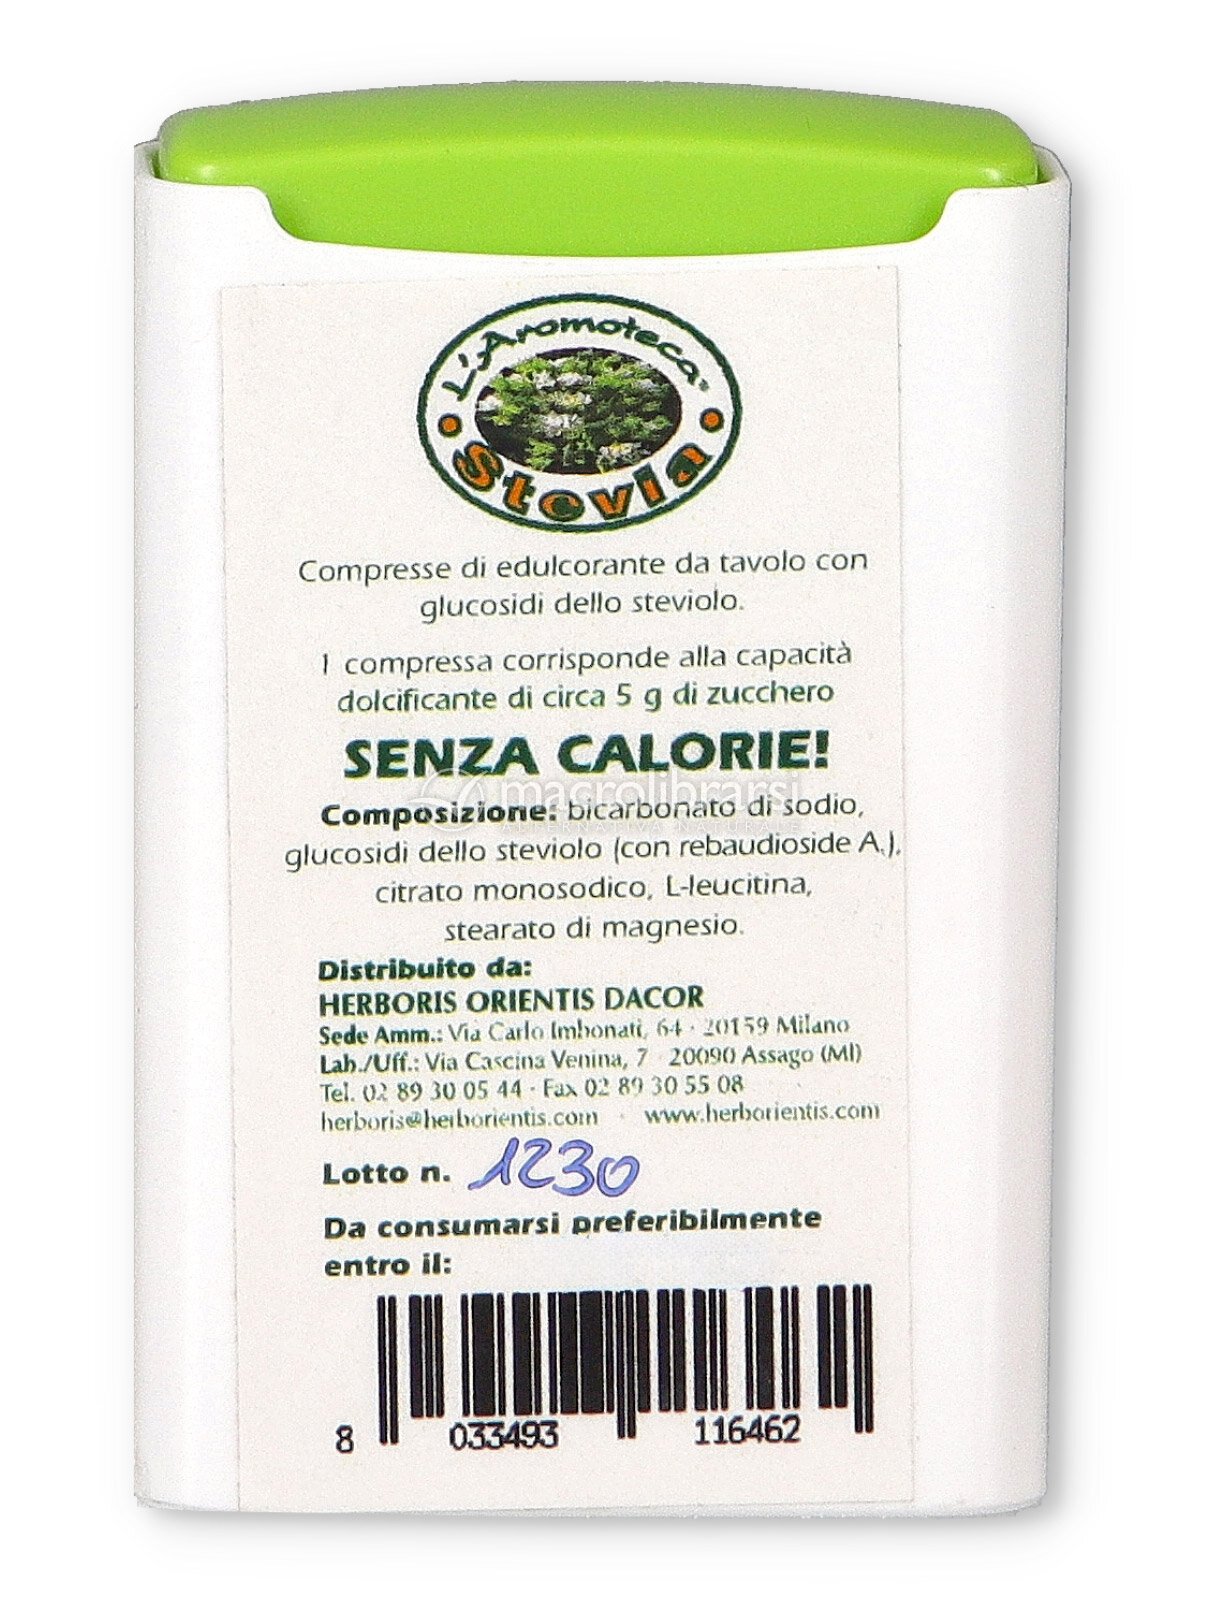 L'Aromoteca®
Stevia
Compresse di edulcorante da tavolo con
glucosidi dello steviolo.
1 compressa corrisponde alla capacità
dolcificante di circa 5 g di zucchero
SENZA CALORIE!
macrolibrarsi
Composizione: bicarbonato di sodio,
glucosidi dello steviolo (con rebaudioside A.),
citrato monosodico, L-leucitina,
stearato di magnesio.
Distribuito da:
HERBORIS ORIENTIS DACOR
Sede Amm.: Via Carlo Imbonati, 64 · 20159 Milano
Lab./Uff.: Via Cascina Venina, 7 · 20090 Assago (MI)
Tel. 02 89 30 05 44 · Fax 02 89 30 55 08
herboris@herborientis.com · www.herborientis.com
Lotto n. 1230
Da consumarsi preferibilmente
entro il:
8 033493 116462